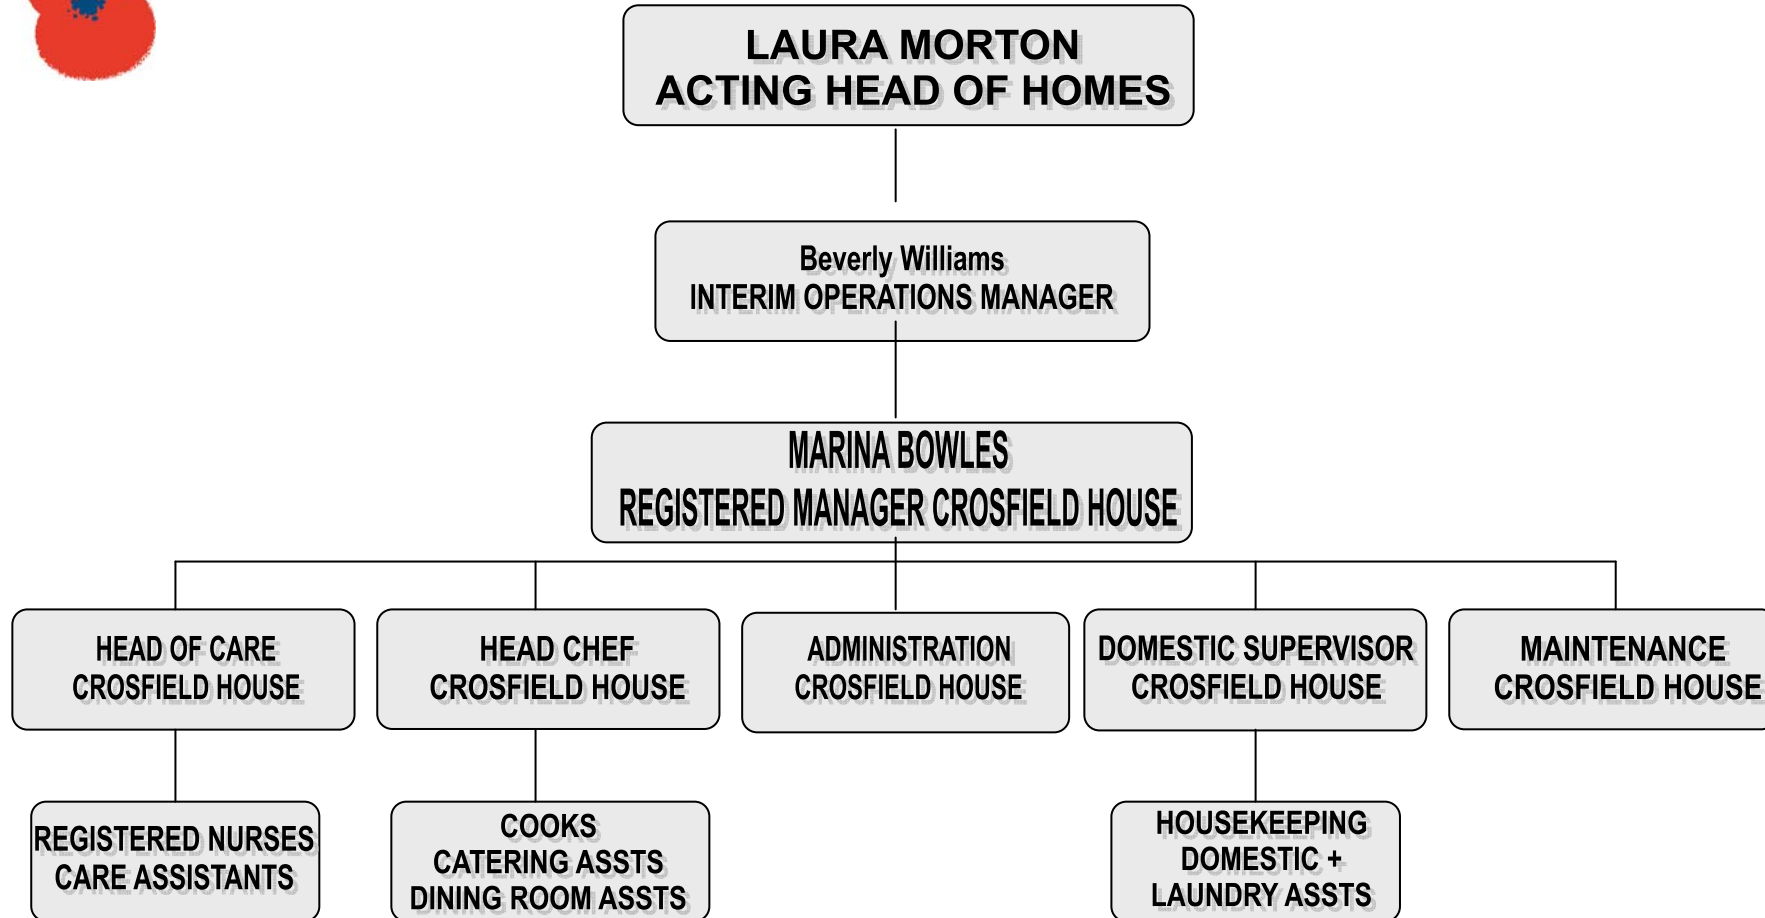 LAURA MORTON
ACTING HEAD OF HOMES
Beverly Williams
INTERIM OPERATIONS MANAGER
MARINA BOWLES
REGISTERED MANAGER CROSFIELD HOUSE
HEAD OF CARE
CROSFIELD HOUSE
HEAD CHEF
CROSFIELD HOUSE
ADMINISTRATION
CROSFIELD HOUSE
DOMESTIC SUPERVISOR
CROSFIELD HOUSE
MAINTENANCE
CROSFIELD HOUSE
REGISTERED NURSES
CARE ASSISTANTS
COOKS
CATERING ASSTS
DINING ROOM ASSTS
HOUSEKEEPING
DOMESTIC +
LAUNDRY ASSTS